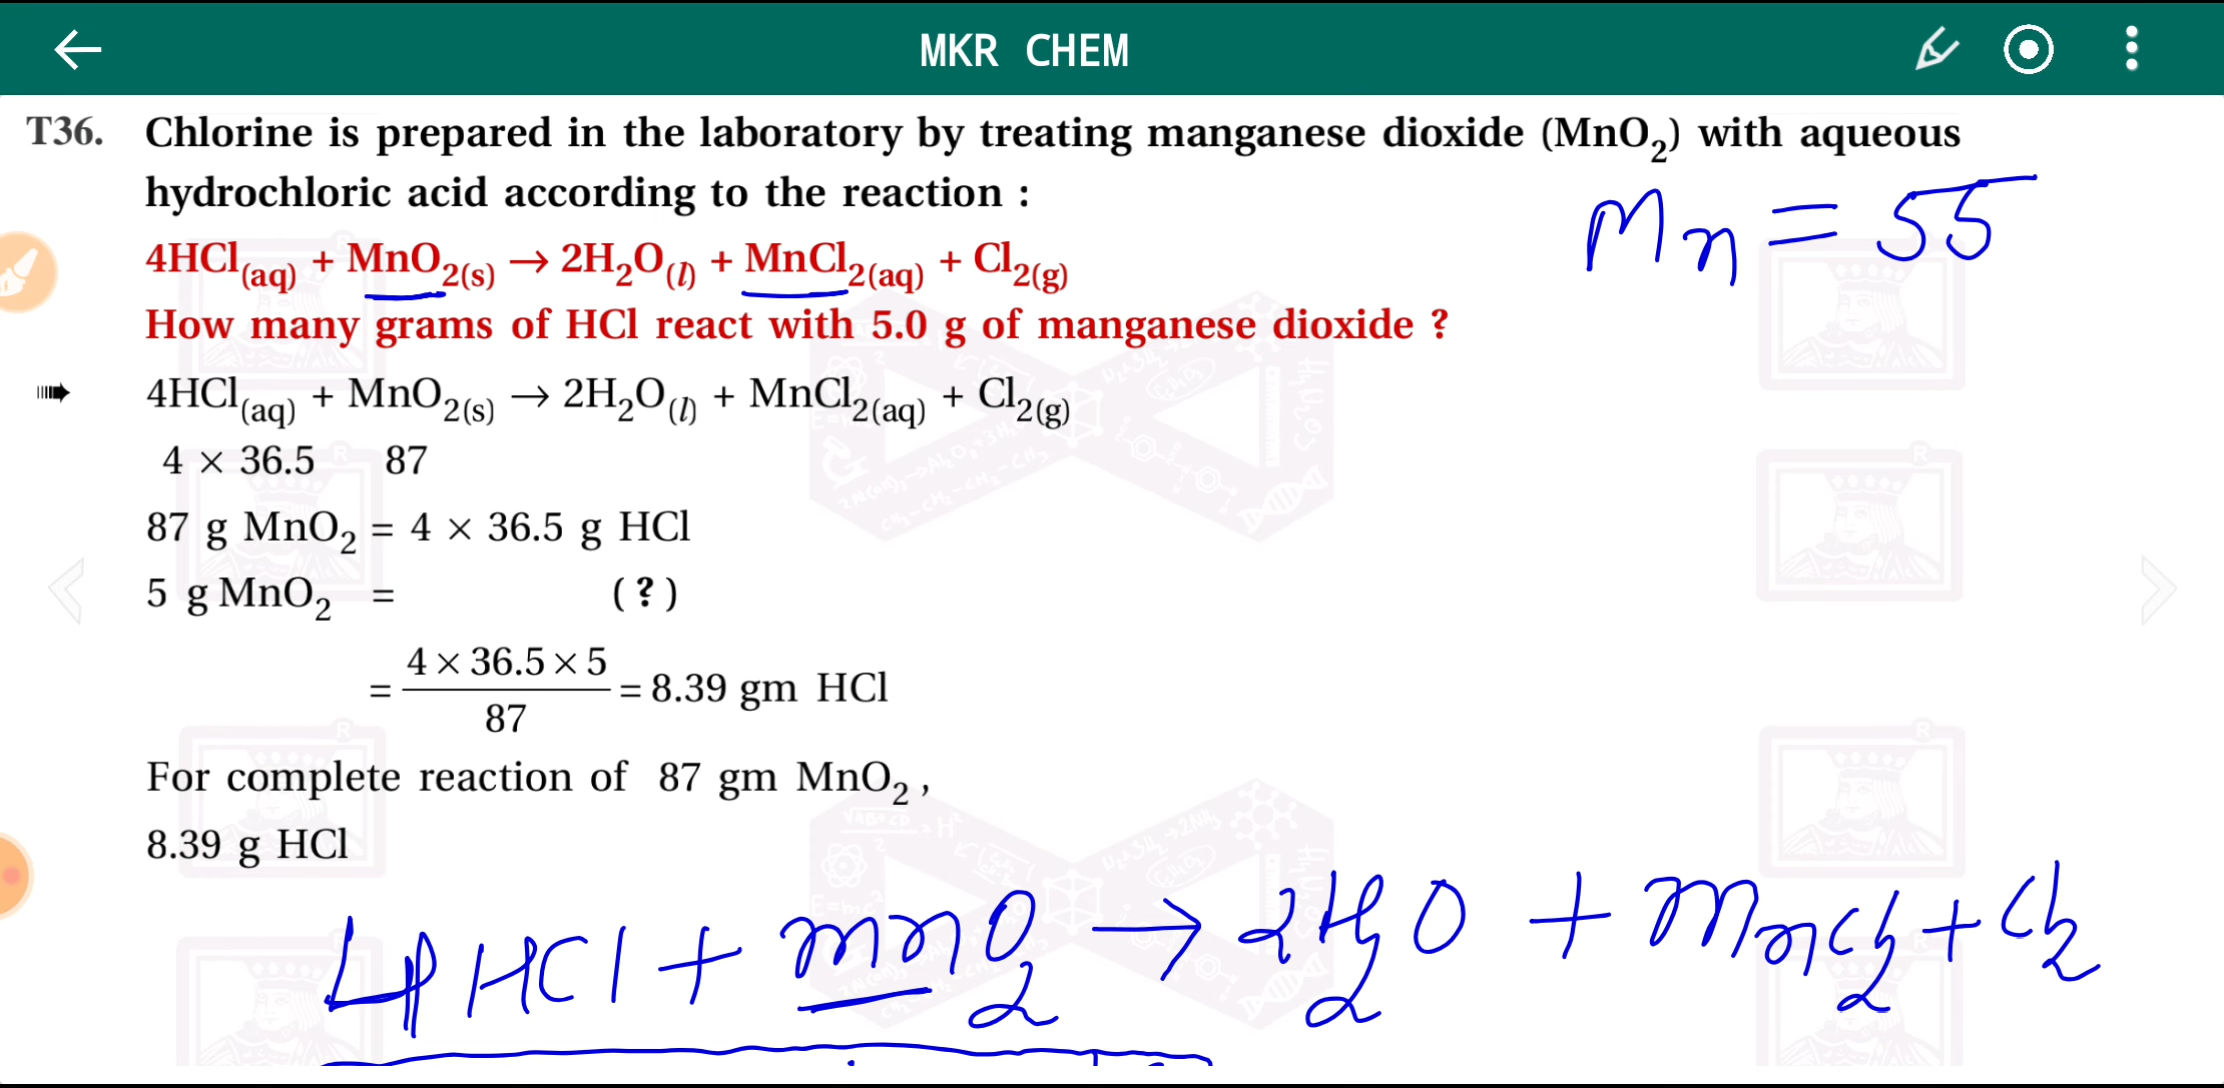 MKR CHEM
T36. Chlorine is prepared in the laboratory by treating manganese dioxide (MnO₂) with aqueous
hydrochloric acid according to the reaction :
Mn = 55
4HCl(aq) + MnO₂(s) → 2H₂O(l) + MnCl₂(aq) + Cl₂(g)
How many grams of HCl react with 5.0 g of manganese dioxide ?
4HCl(aq) + MnO₂(s) → 2H₂O(l) + MnCl₂(aq) + Cl₂(g)
4 × 36.5 87
87 g MnO₂ = 4 × 36.5 g HCl
5 g MnO₂ = (?)
= 4 × 36.5 × 5 / 87 = 8.39 gm HCl
For complete reaction of 87 gm MnO₂ ,
8.39 g HCl
4HCl + MnO₂ → 2H₂O + MnCl₂ + Cl₂